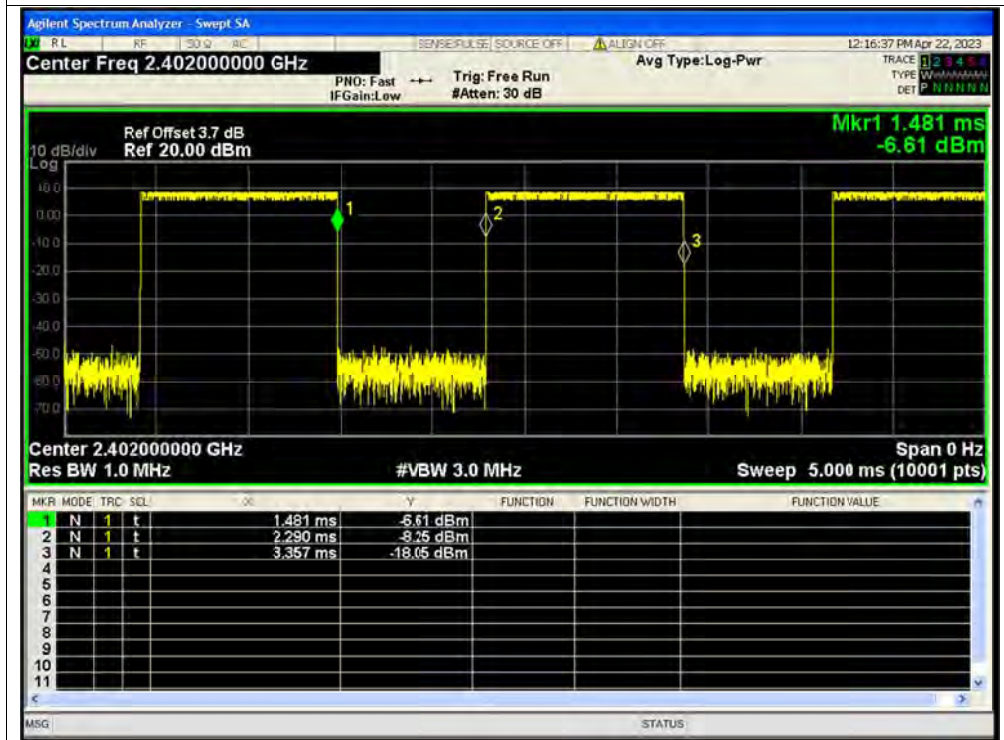 Agilent Spectrum Analyzer - Swept SA
RL RF 50 Ω AC SENSE:PULSE SOURCE OFF ALIGN OFF 12:16:37 PM Apr 22, 2023
Center Freq 2.402000000 GHz Avg Type:Log-Pwr TRACE 1 2 3 4 5 6
PNO: Fast Trig: Free Run TYPE W
IFGain:Low #Atten: 30 dB DET P N N N N N
Mkr1 1.481 ms
Ref Offset 3.7 dB
10 dB/div Ref 20.00 dBm -6.61 dBm
Log
10.0
0.00
-10.0
-20.0
-30.0
-40.0
-50.0
-60.0
-70.0
1
2
3
Center 2.402000000 GHz Span 0 Hz
Res BW 1.0 MHz #VBW 3.0 MHz Sweep 5.000 ms (10001 pts)
MKR MODE TRC SCL X Y FUNCTION FUNCTION WIDTH FUNCTION VALUE
1 N 1 t 1.481 ms -6.61 dBm
2 N 1 t 2.290 ms -8.25 dBm
3 N 1 t 3.357 ms -18.05 dBm
4
5
6
7
8
9
10
11
MSG STATUS